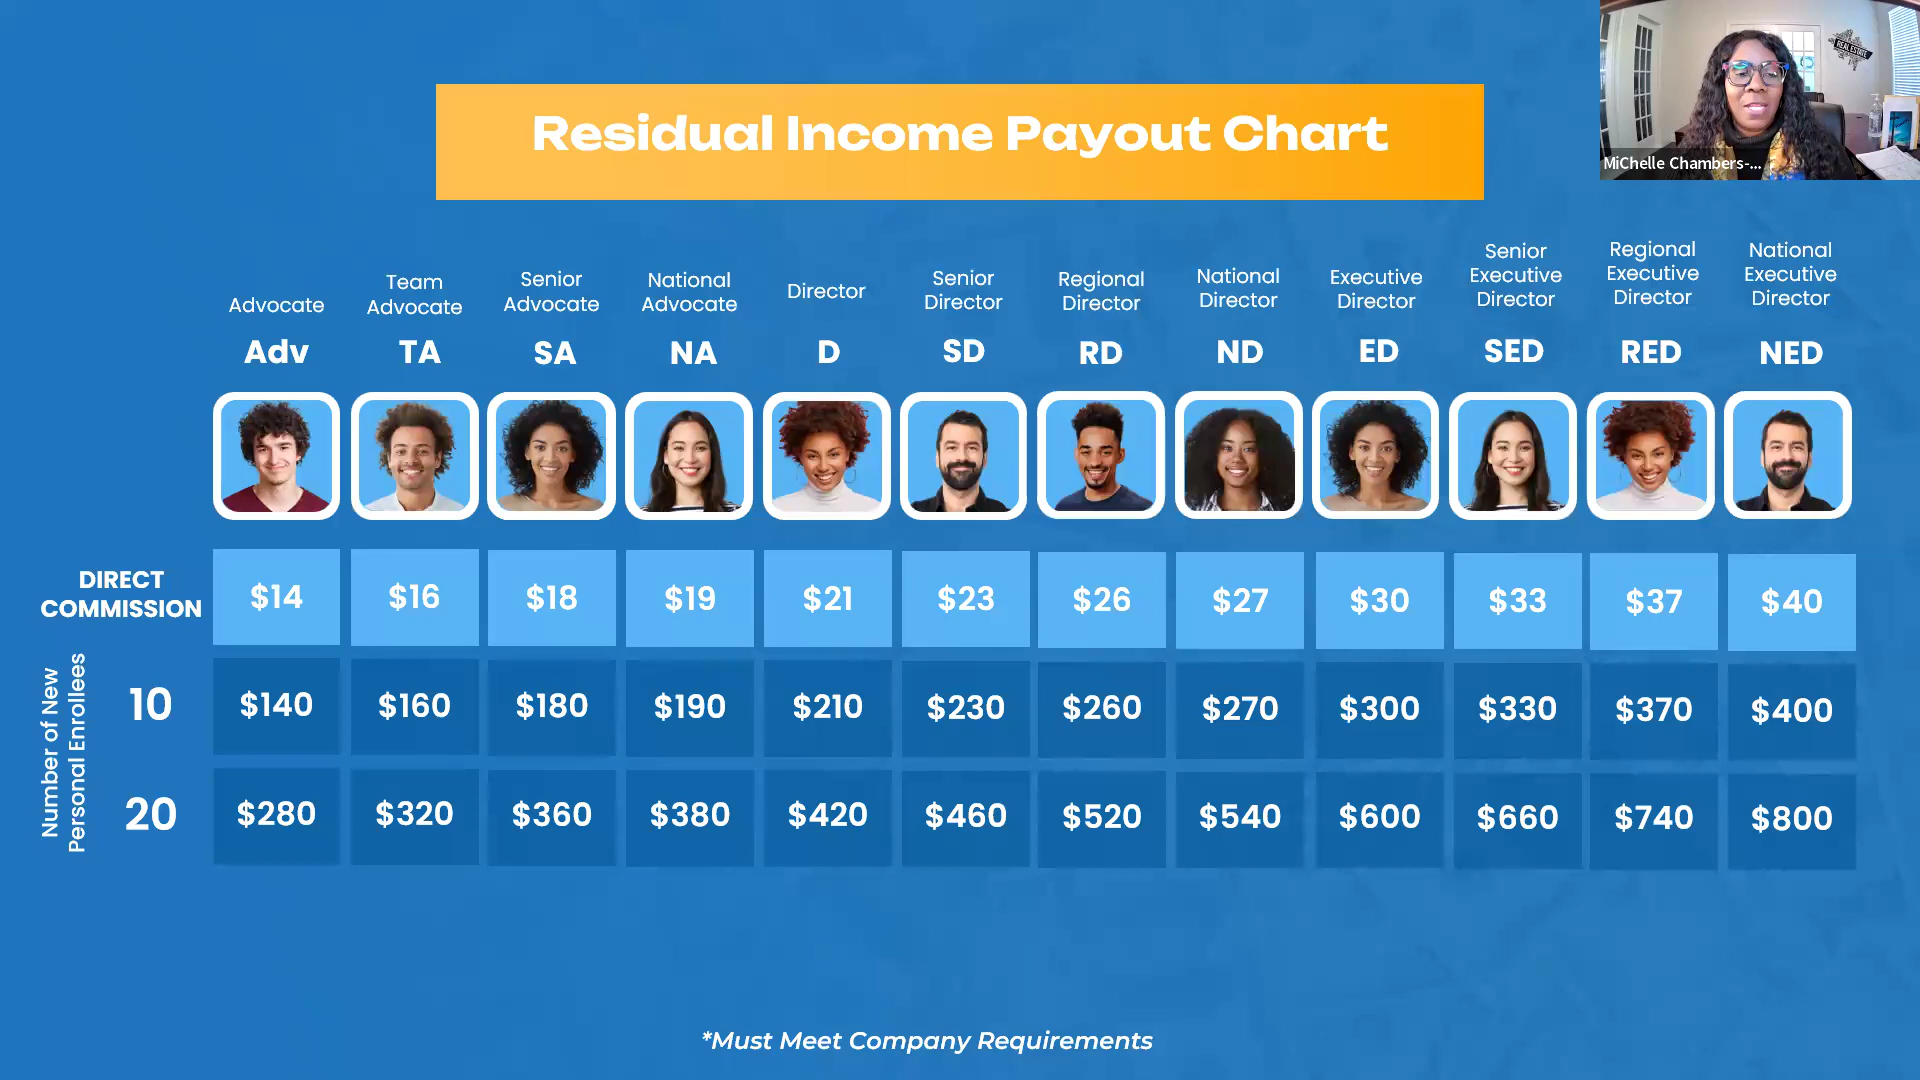 Residual Income Payout Chart
REAL ESTATE
MiChelle Chambers-...
Advocate
Team
Advocate
Senior
Advocate
National
Advocate
Director
Senior
Director
Regional
Director
National
Director
Executive
Director
Senior
Executive
Director
Regional
Executive
Director
National
Executive
Director
Adv TA SA NA D SD RD ND ED SED RED NED
DIRECT
COMMISSION
$14 $16 $18 $19 $21 $23 $26 $27 $30 $33 $37 $40
Number of New
Personal Enrollees
10 $140 $160 $180 $190 $210 $230 $260 $270 $300 $330 $370 $400
20 $280 $320 $360 $380 $420 $460 $520 $540 $600 $660 $740 $800
*Must Meet Company Requirements